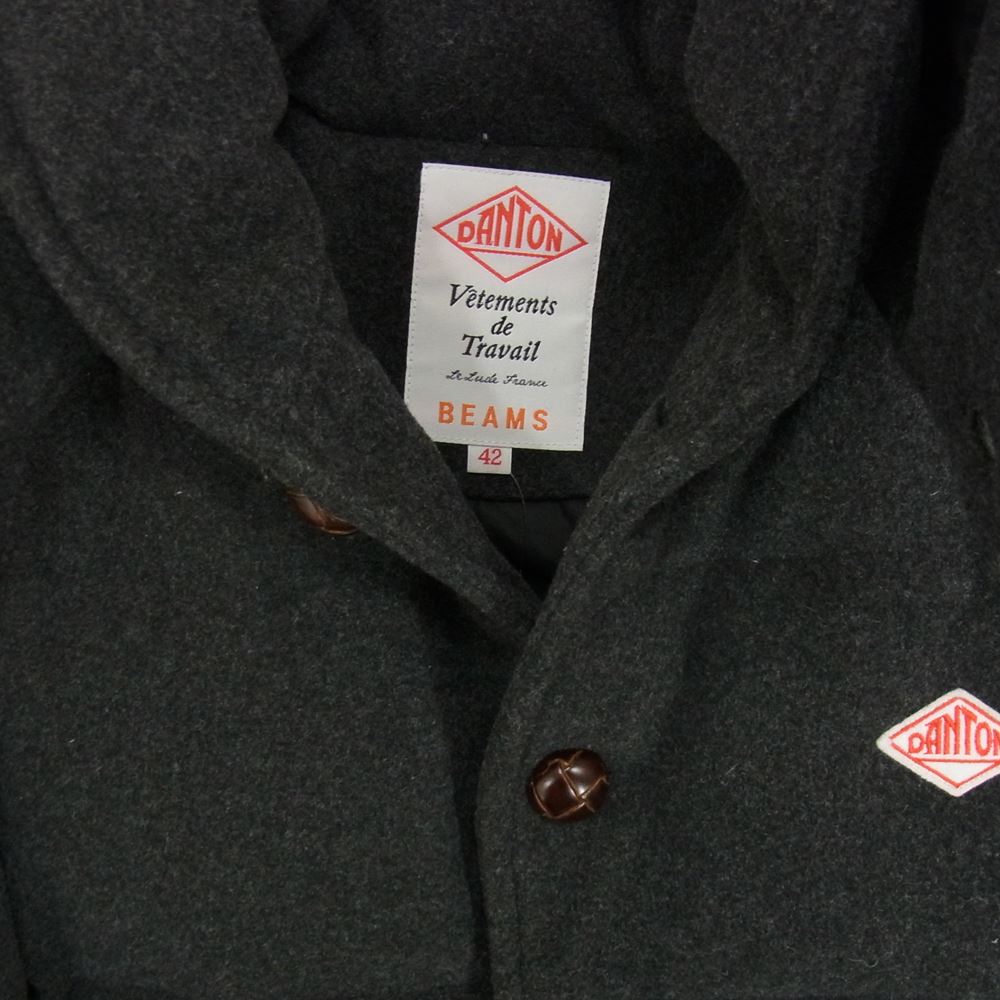 DANTON
Vêtements
de
Travail
Le Lude France
BEAMS
42
DANTON